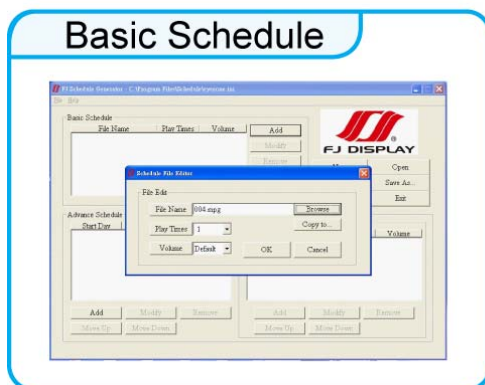 Basic Schedule
FJ Schedule Generator - C:\Program Files\Schedule\
File Help
Basic Schedule
File Name Play Times Volume
Add
Modify
Remove
FJ DISPLAY
Open
Save As...
Exit
Schedule File Editor
File Edit
File Name 004.mpg Browse
Play Times 1 Copy to...
Volume Default OK Cancel
Advance Schedule
Start Day
Volume
Add Modify Remove
Move Up Move Down
Add Modify Remove
Move Up Move Down